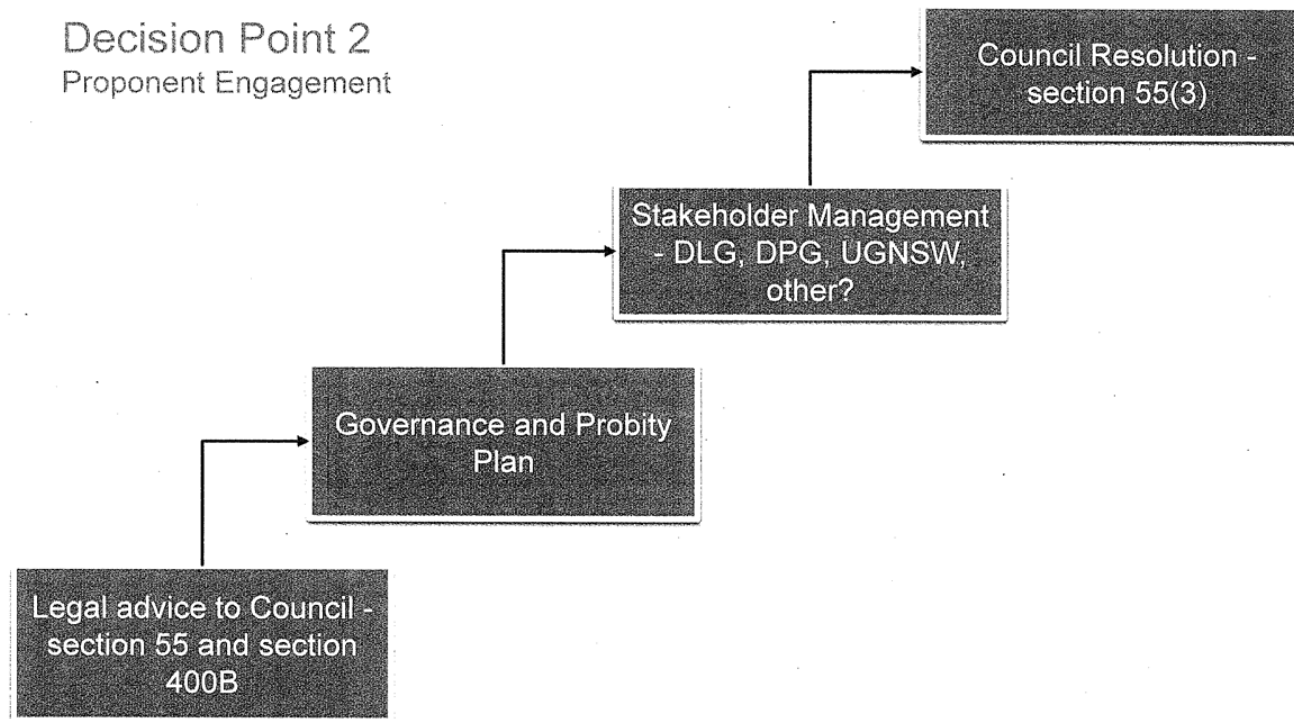 Decision Point 2
Proponent Engagement
Council Resolution -
section 55(3)
Stakeholder Management
- DLG, DPG, UGNSW,
other?
Governance and Probity
Plan
Legal advice to Council -
section 55 and section
400B